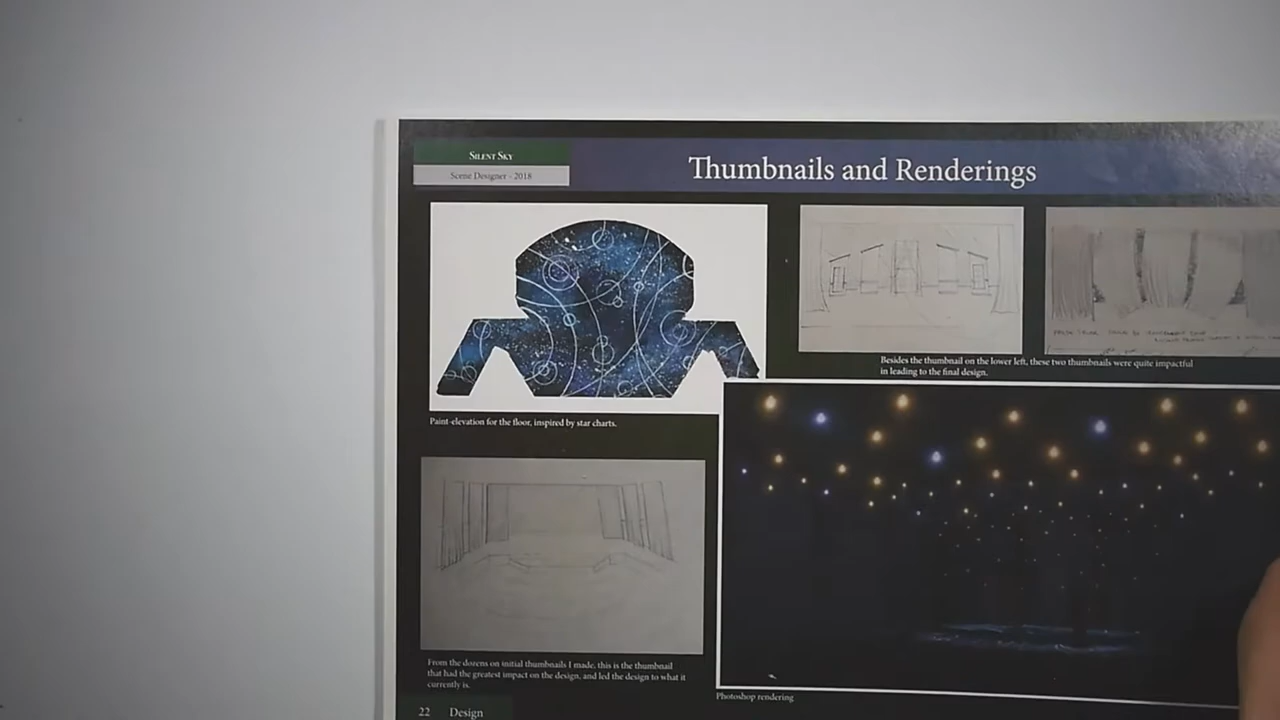 Silent Sky
Scene Designer - 2018
Thumbnails and Renderings
Besides the thumbnail on the lower left, these two thumbnails were quite impactful
in leading to the final design.
Paint-elevation for the floor, inspired by star charts.
From the dozens on initial thumbnails I made, this is the thumbnail
that had the greatest impact on the design, and led the design to what it
currently is.
Photoshop rendering
22 Design